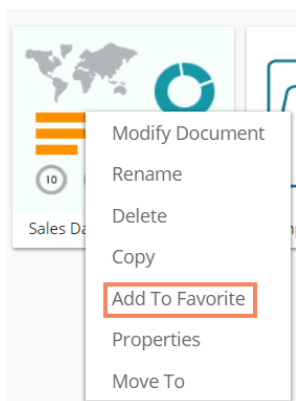 Modify Document
Rename
10
Delete
Sales Da
Copy
Add To Favorite
Properties
Move To